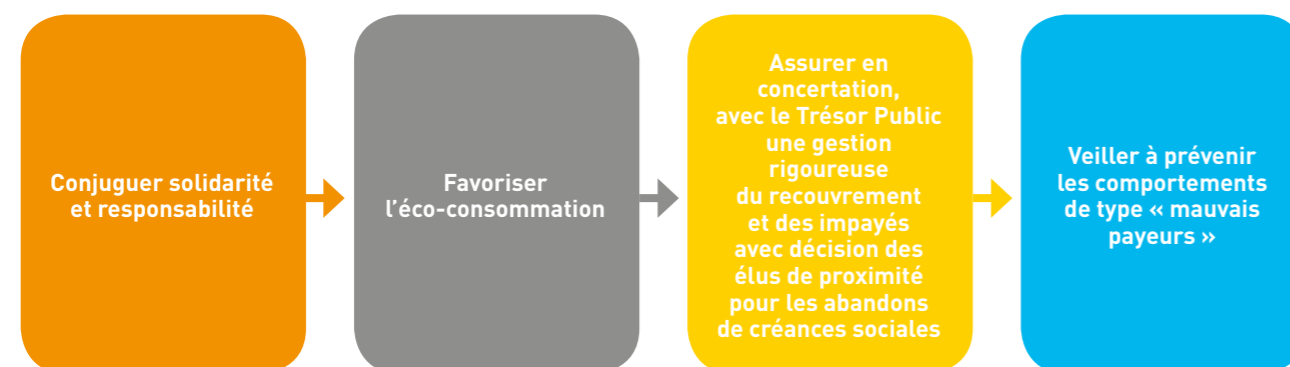 Conjuguer solidarité
et responsabilité
Favoriser
l’éco-consommation
Assurer en
concertation,
avec le Trésor Public
une gestion
rigoureuse
du recouvrement
et des impayés
avec décision des
élus de proximité
pour les abandons
de créances sociales
Veiller à prévenir
les comportements
de type « mauvais
payeurs »